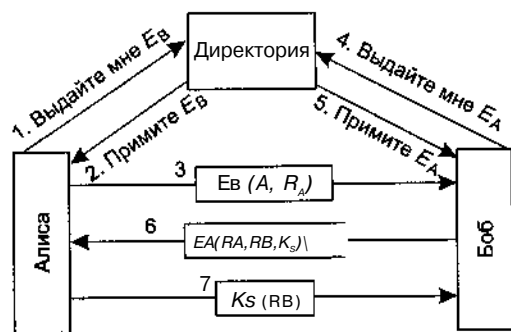 Директория
1. Выдайте мне EB
2. Примите EB
4. Выдайте мне EA
5. Примите EA
3
EB (A, RA)
6
EA(RA,RB,KS)\
7
Ks (RB)
Алиса
Боб